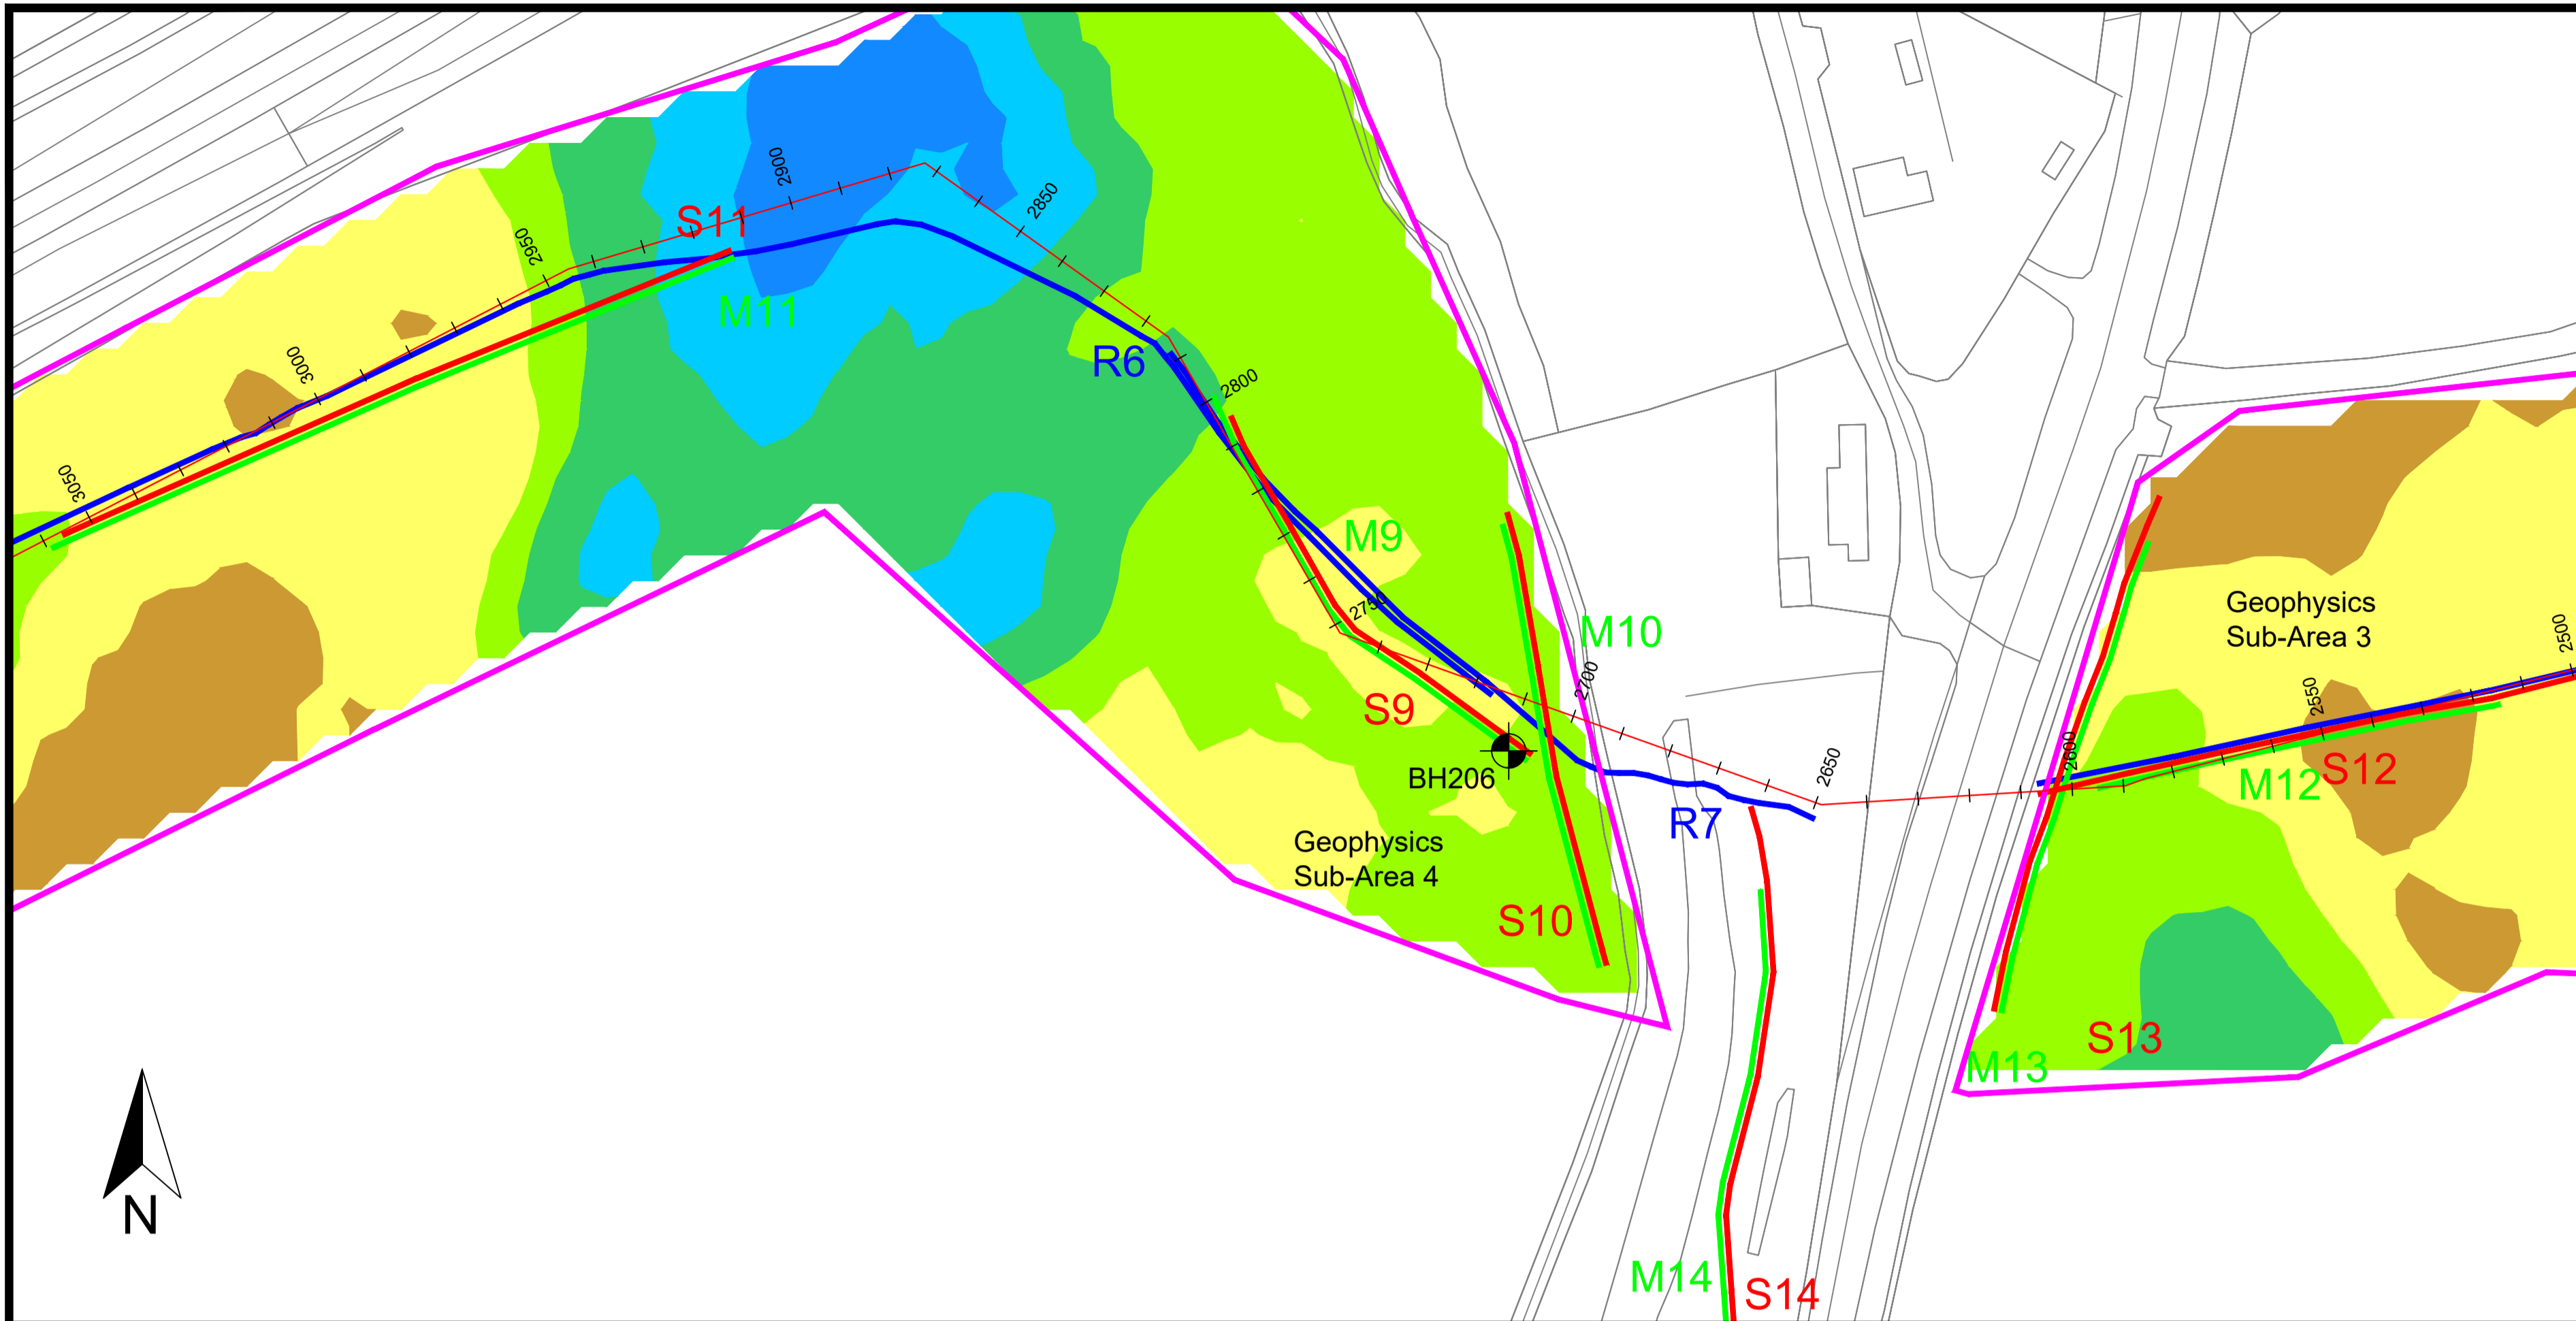 2900
2850
S11
2950
M11
R6
3000
2800
3050
M9
2750
Geophysics
Sub-Area 3
M10
2500
2700
S9
2550
BH206
2650
2600
S12
M12
R7
Geophysics
Sub-Area 4
S10
S13
M13
N
M14
S14